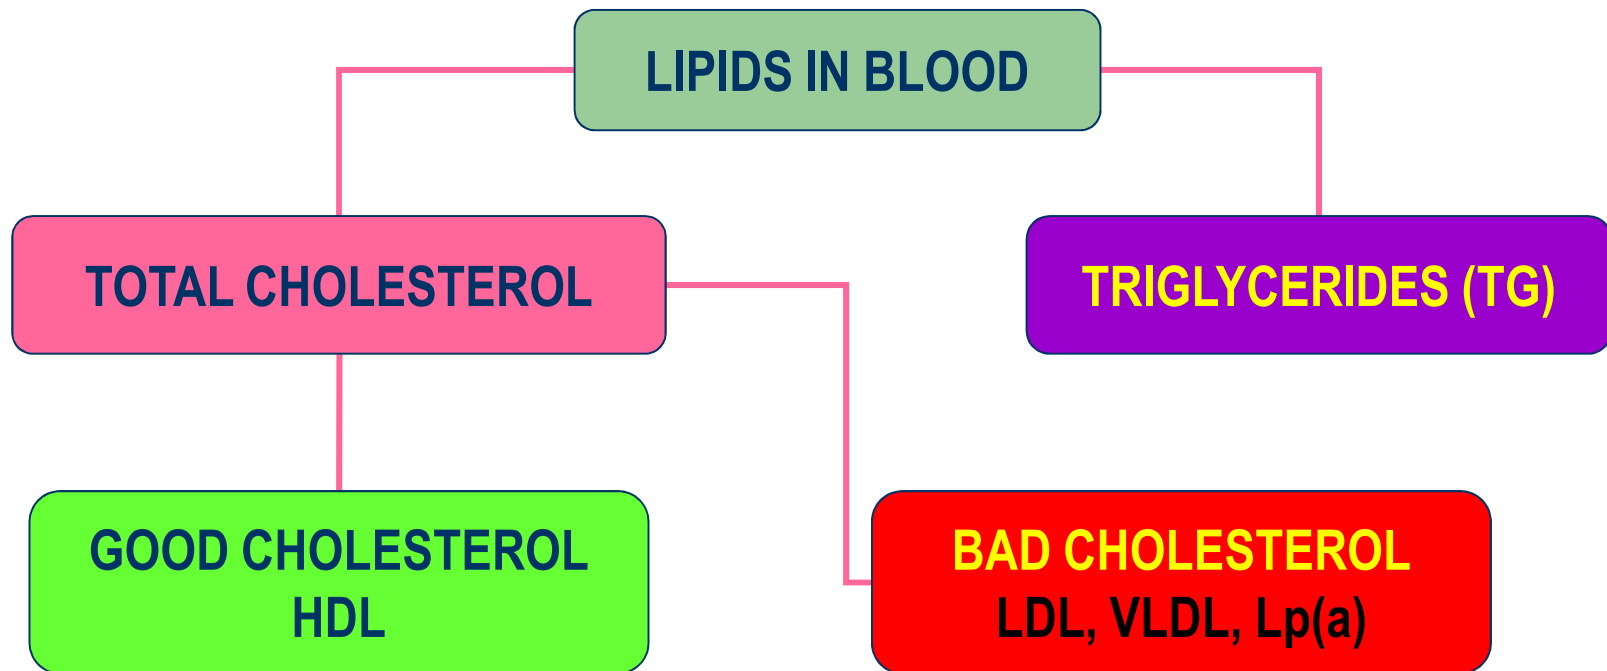 LIPIDS IN BLOOD
TOTAL CHOLESTEROL
TRIGLYCERIDES (TG)
GOOD CHOLESTEROL
HDL
BAD CHOLESTEROL
LDL, VLDL, Lp(a)